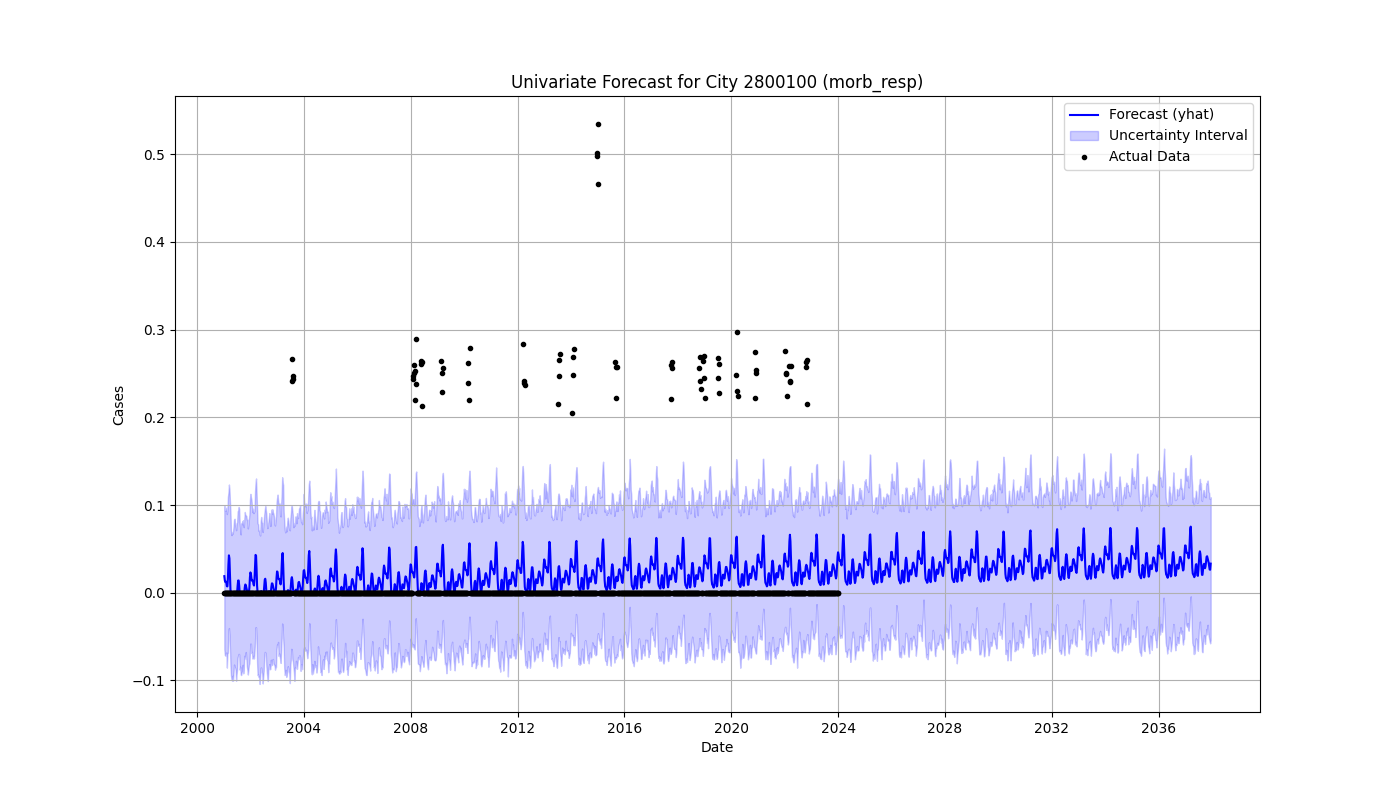 Univariate Forecast for City 2800100 (morb_resp)
Forecast (yhat)
Uncertainty Interval
Actual Data
Cases
0.5
0.4
0.3
0.2
0.1
0.0
−0.1
2000 2004 2008 2012 2016 2020 2024 2028 2032 2036
Date